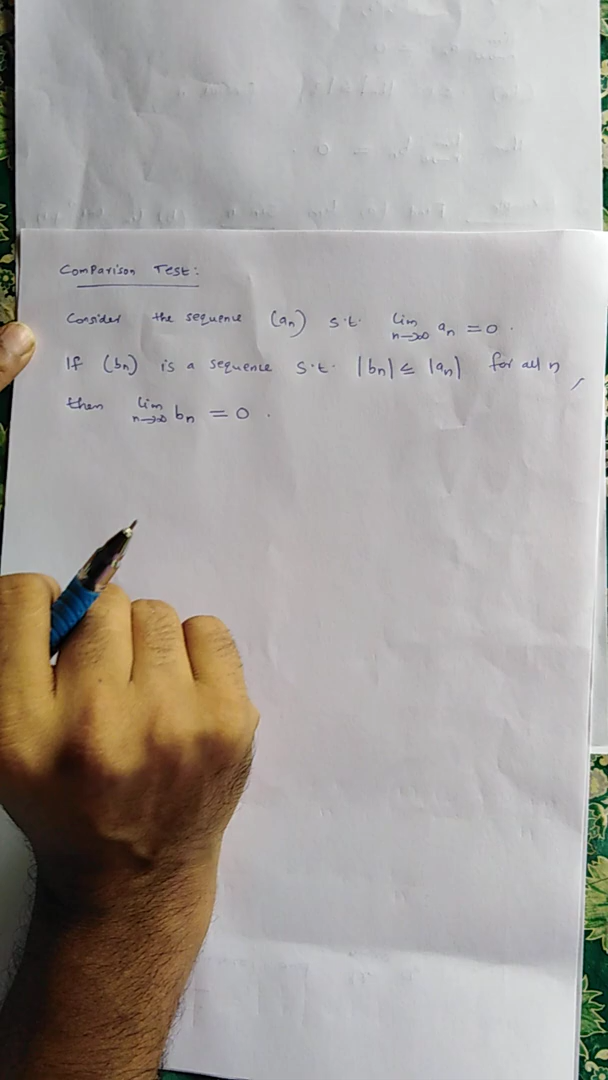 Comparison Test:
Consider the sequence (an) s.t. lim n→∞ an = 0.
If (bn) is a sequence s.t. |bn| ≤ |an| for all n,
then lim n→∞ bn = 0.